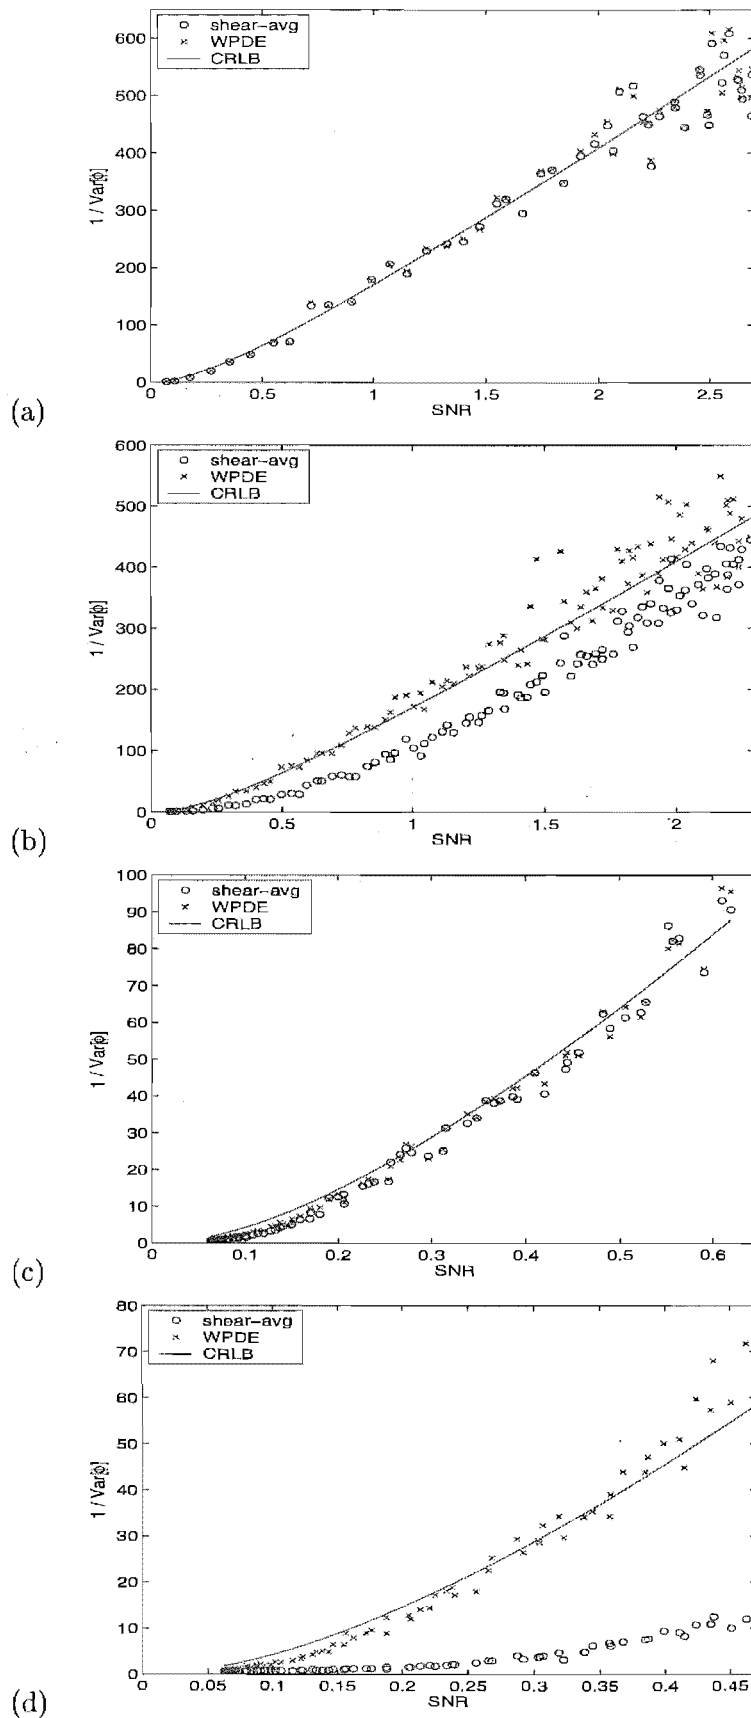 shear-avg
WPDE
CRLB
600
500
400
300
200
100
0
1 / Var[ϕ]
0
0.5
1
1.5
2
2.5
SNR
(a)
600
shear-avg
WPDE
CRLB
500
400
300
200
100
0
1 / Var[ϕ]
0
0.5
1
1.5
2
SNR
(b)
100
shear-avg
WPDE
CRLB
90
80
70
60
50
40
30
20
10
0
1 / Var[ϕ]
0
0.1
0.2
0.3
0.4
0.5
0.6
SNR
(c)
80
shear-avg
WPDE
CRLB
70
60
50
40
30
20
10
0
1 / Var[ϕ]
0
0.05
0.1
0.15
0.2
0.25
0.3
0.35
0.4
0.45
SNR
(d)